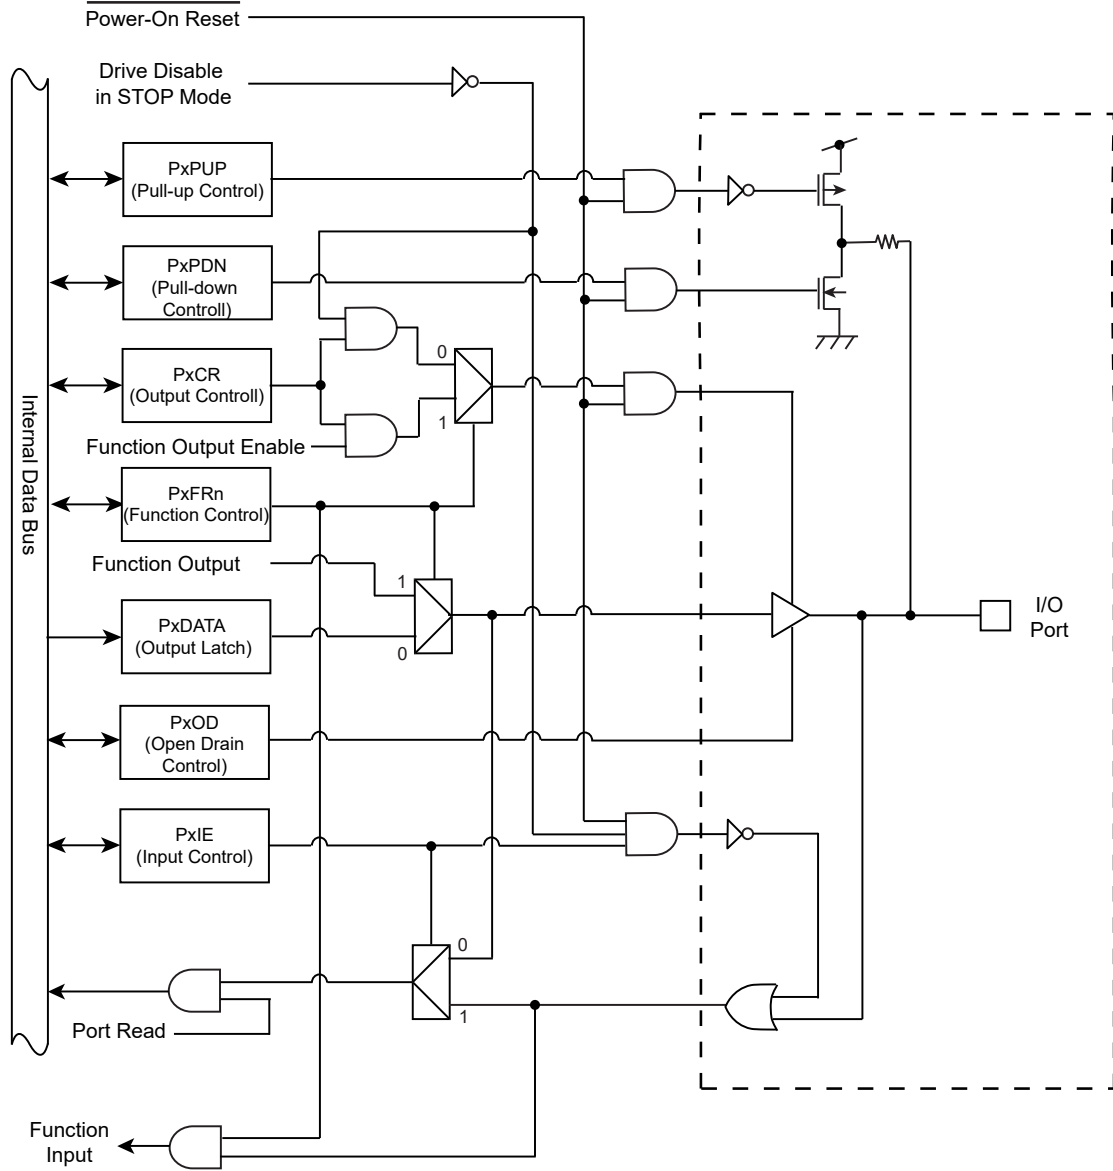 Power-On Reset
Drive Disable
in STOP Mode
PxPUP
(Pull-up Control)
PxPDN
(Pull-down
Controll)
PxCR
(Output Controll)
0
1
Function Output Enable
Internal Data Bus
PxFRn
(Function Control)
Function Output
1
0
PxDATA
(Output Latch)
I/O
Port
PxOD
(Open Drain
Control)
PxIE
(Input Control)
0
1
Port Read
Function
Input